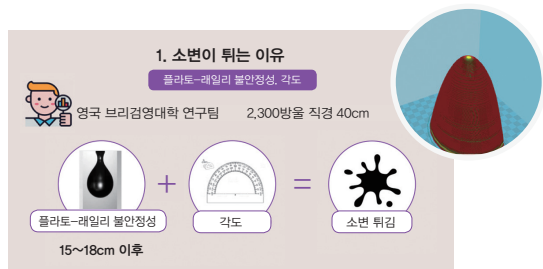 1. 소변이 튀는 이유
플라토-래일리 불안정성, 각도
영국 브리검영대학 연구팀 2,300방울 직경 40cm
+
=
플라토-래일리 불안정성
각도
소변 튀김
15~18cm 이후